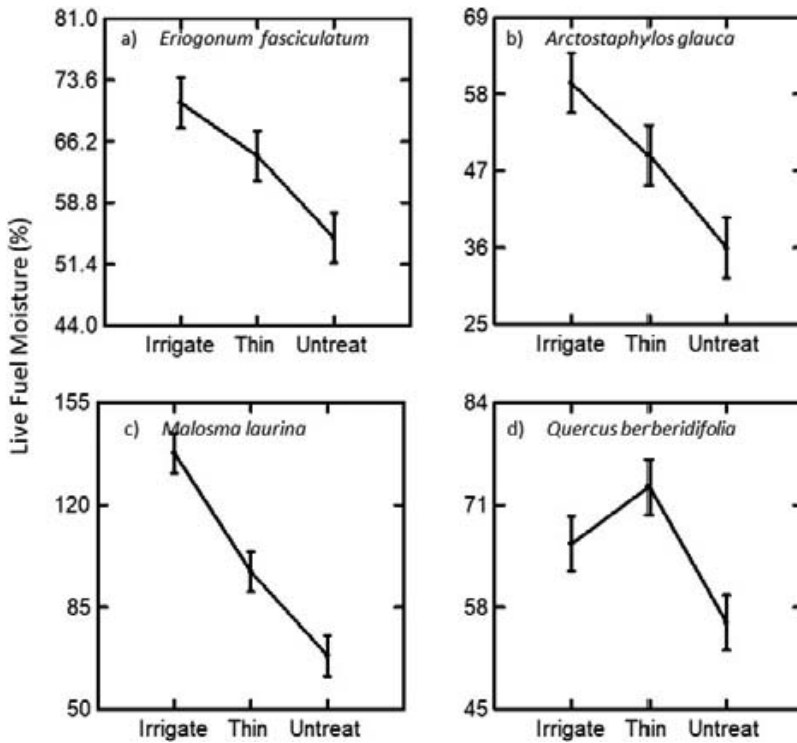 Live Fuel Moisture (%)
a) Eriogonum fasciculatum
81.0
73.6
66.2
58.8
51.4
44.0
Irrigate Thin Untreat
b) Arctostaphylos glauca
69
58
47
36
25
Irrigate Thin Untreat
c) Malosma laurina
155
120
85
50
Irrigate Thin Untreat
d) Quercus berberidifolia
84
71
58
45
Irrigate Thin Untreat